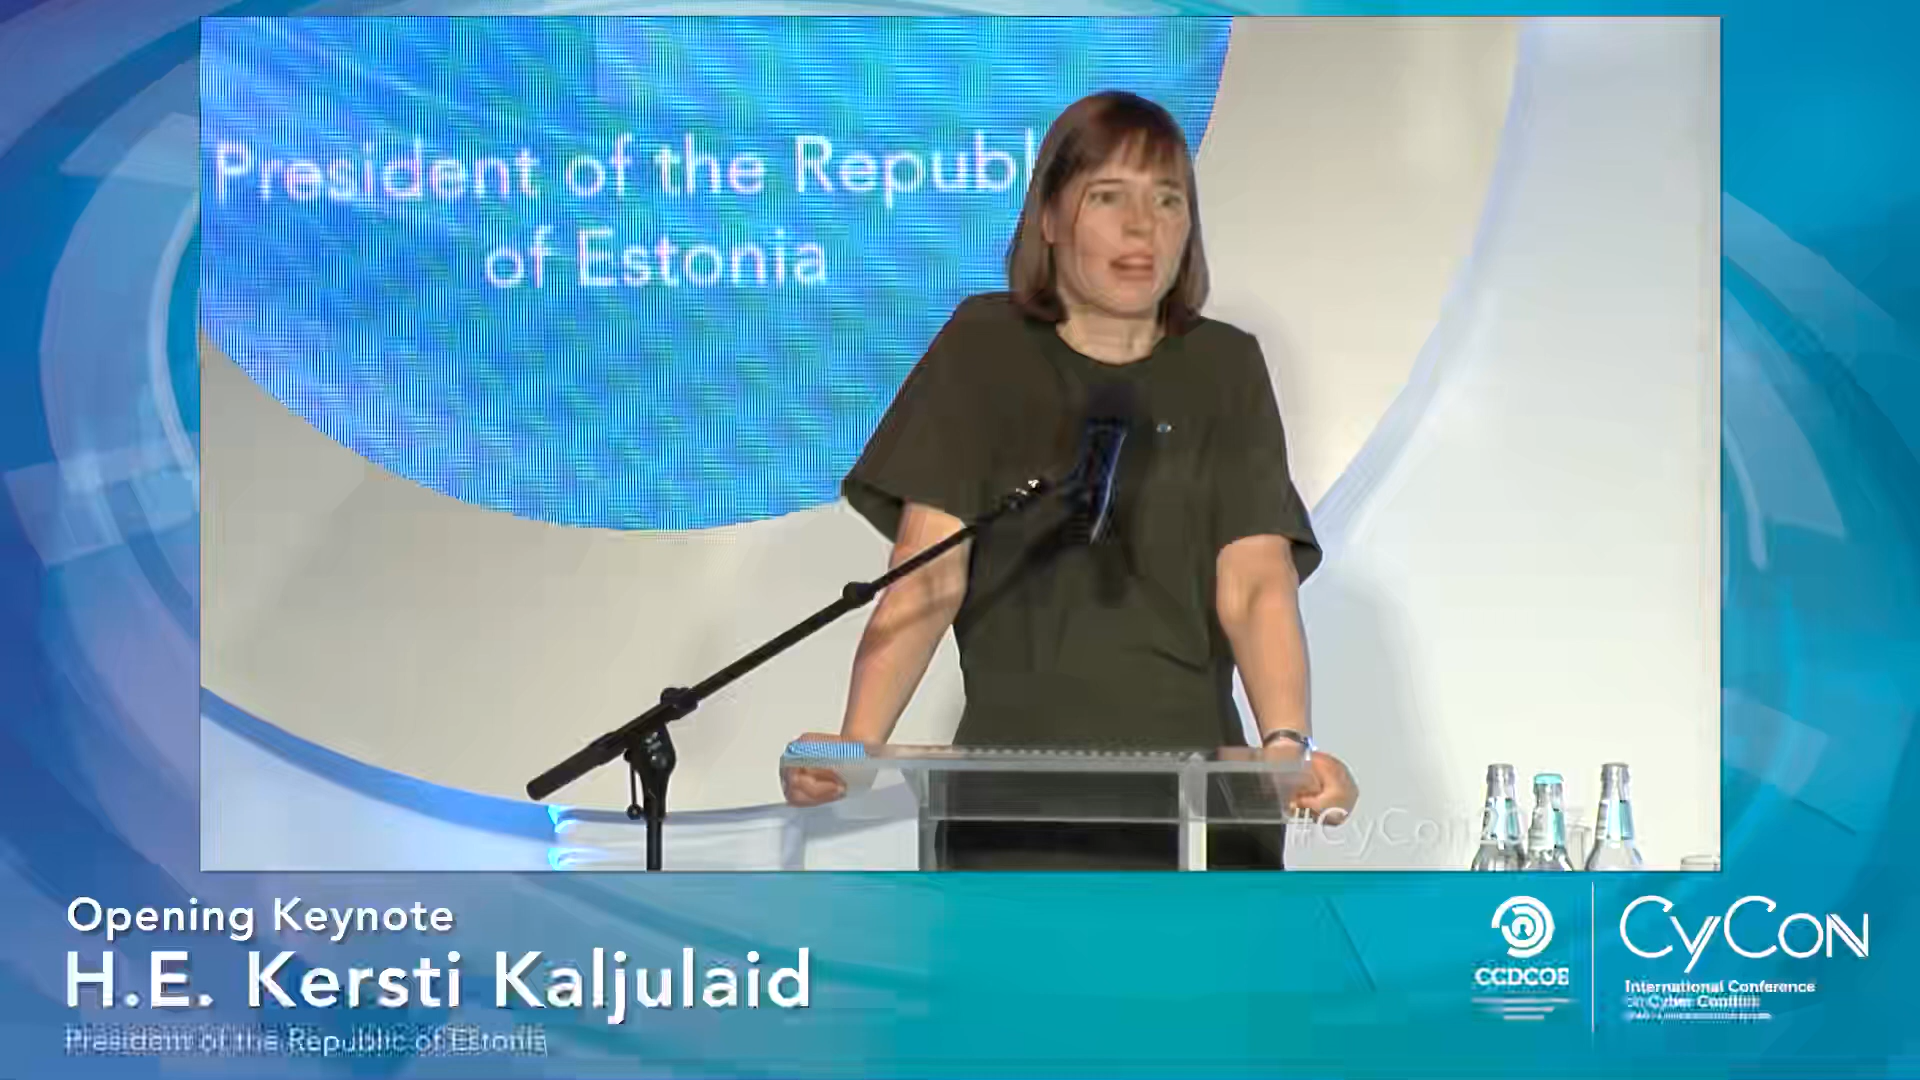 President of the Republ
of Estonia
#CyCon2017
Opening Keynote
H.E. Kersti Kaljulaid
President of the Republic of Estonia
CCDCOE
CyCon
International Conference
on Cyber Conflict